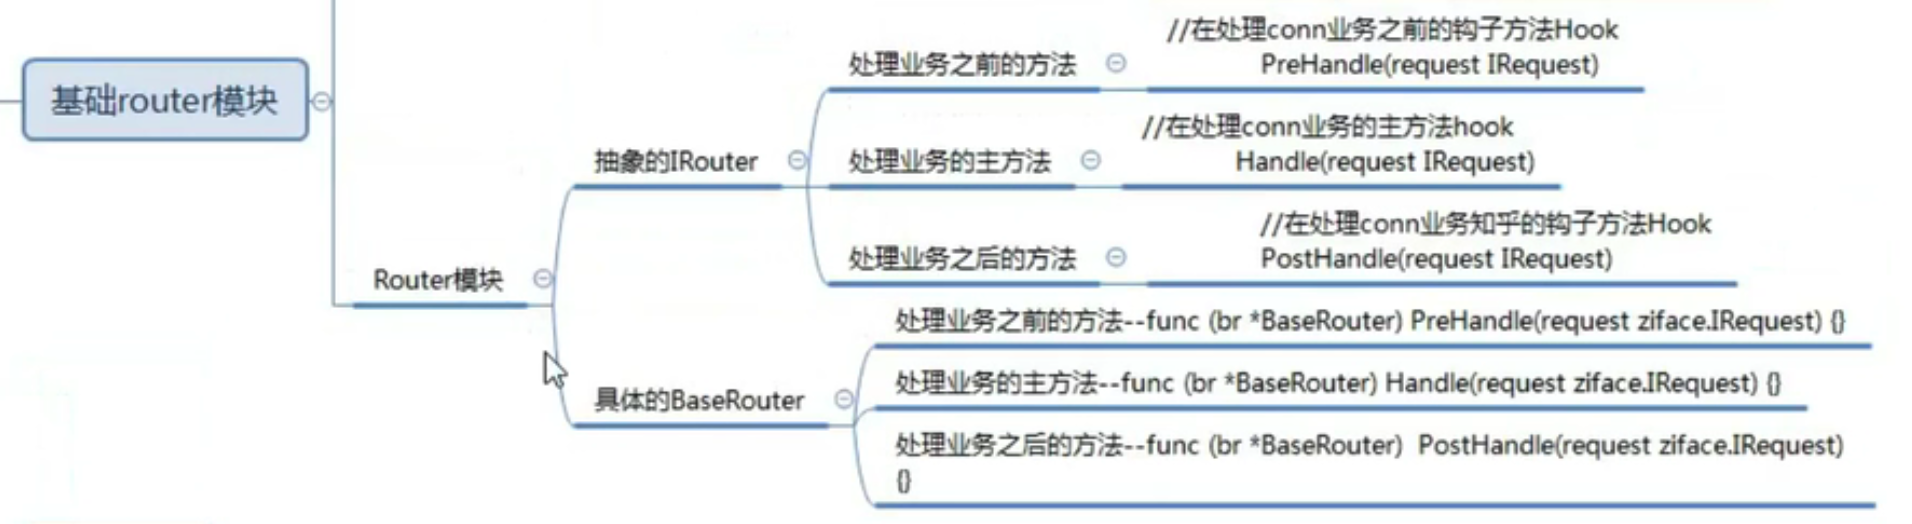 基础router模块
Router模块
抽象的IRouter
处理业务之前的方法
//在处理conn业务之前的钩子方法Hook
PreHandle(request IRequest)
处理业务的主方法
//在处理conn业务的主方法hook
Handle(request IRequest)
处理业务之后的方法
//在处理conn业务知乎的钩子方法Hook
PostHandle(request IRequest)
具体的BaseRouter
处理业务之前的方法--func (br *BaseRouter) PreHandle(request ziface.IRequest) {}
处理业务的主方法--func (br *BaseRouter) Handle(request ziface.IRequest) {}
处理业务之后的方法--func (br *BaseRouter)  PostHandle(request ziface.IRequest)
{}